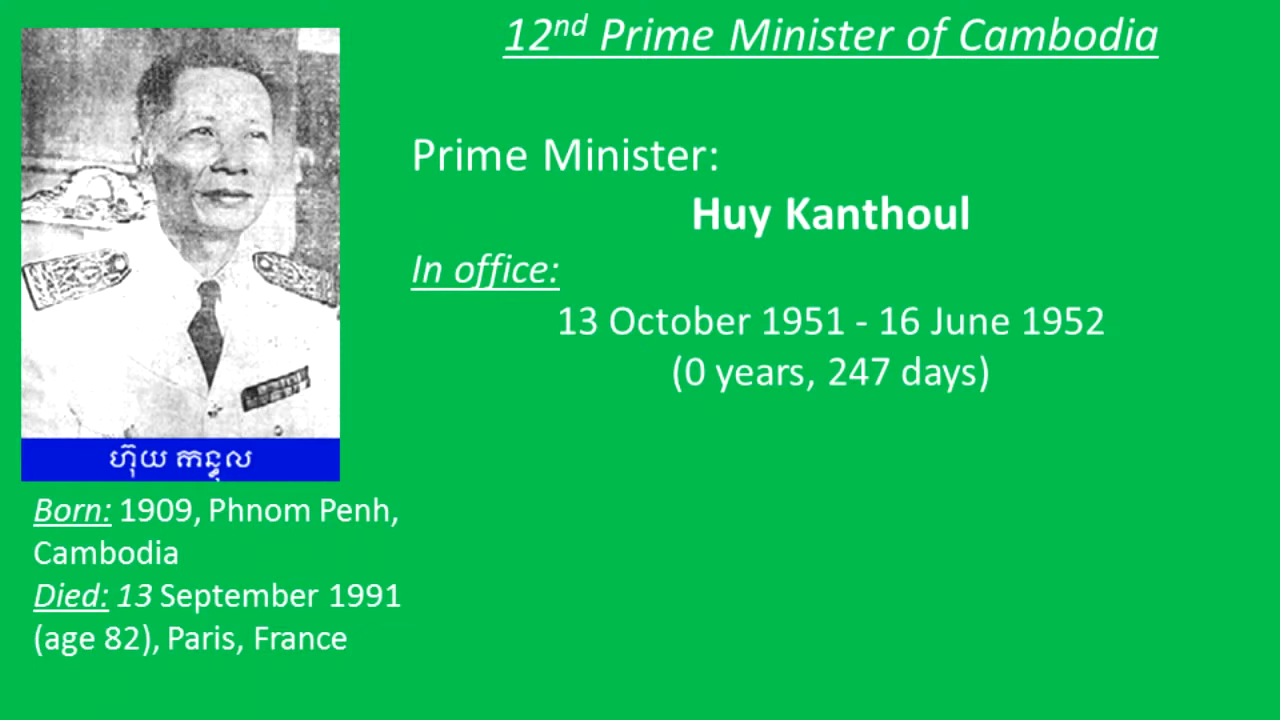 12nd Prime Minister of Cambodia
Prime Minister:
Huy Kanthoul
In office:
13 October 1951 - 16 June 1952
(0 years, 247 days)
ហ៊ុយ កន្ធុល
Born: 1909, Phnom Penh,
Cambodia
Died: 13 September 1991
(age 82), Paris, France